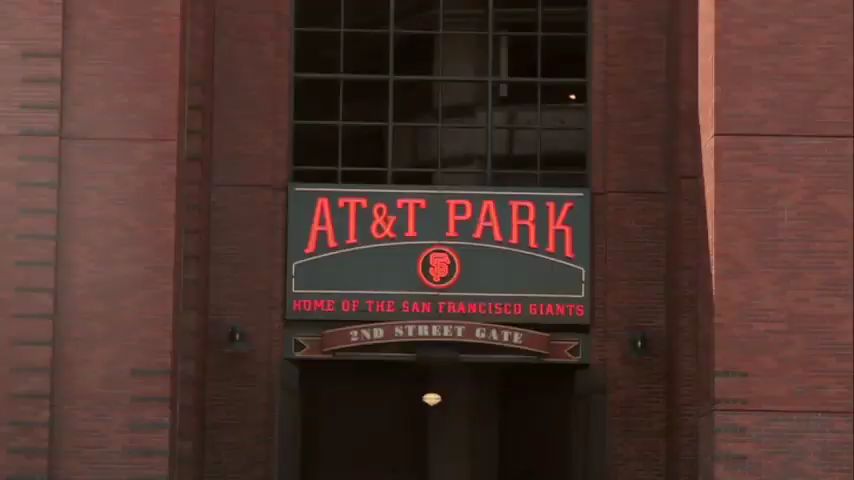 AT&T PARK
SF
HOME OF THE SAN FRANCISCO GIANTS
2ND STREET GATE